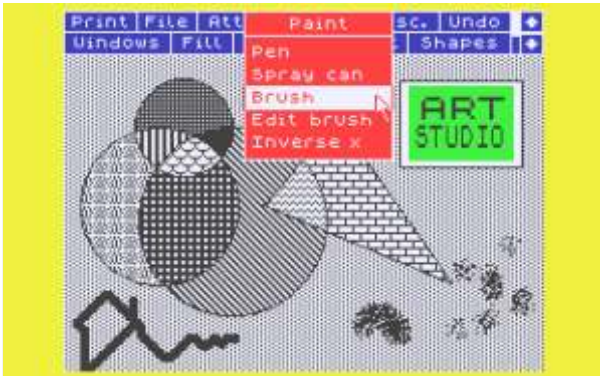 Print File Att Paint sc. Undo
Windows Fill Shapes
Pen
Spray can
Brush
Edit brush
Inverse x
ART
STUDIO